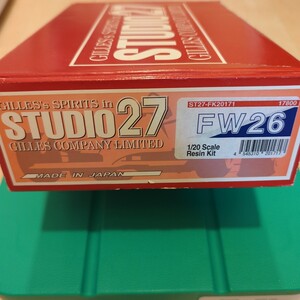 STUDIO27
GILLES COMPANY LIMITED
GILLES's SPIRITS in
STUDIO27
GILLES COMPANY LIMITED
MADE IN JAPAN
ST27-FK20171 17800
FW26
1/20 Scale
Resin Kit